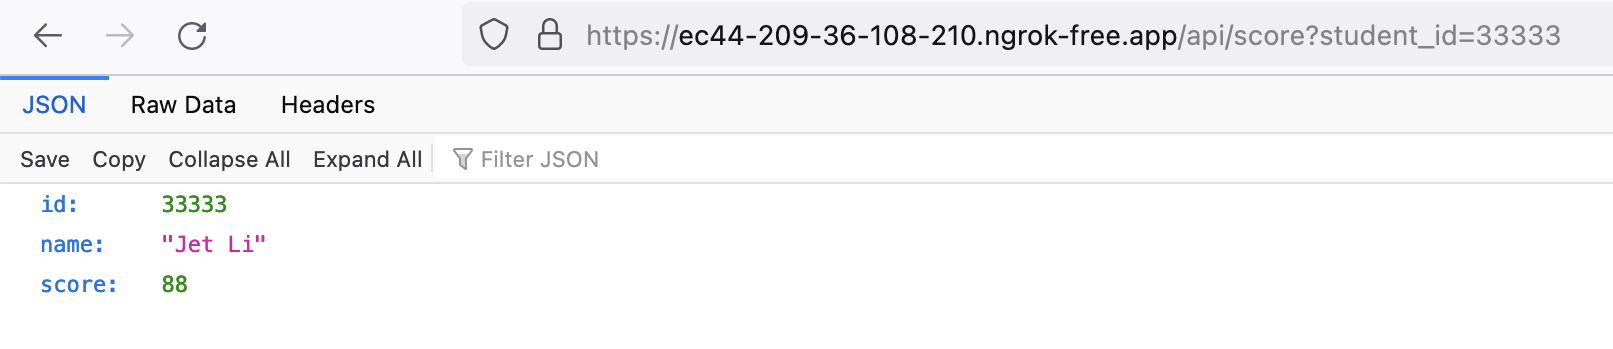 https://ec44-209-36-108-210.ngrok-free.app/api/score?student_id=33333
JSON Raw Data Headers
Save Copy Collapse All Expand All Filter JSON
id: 33333
name: "Jet Li"
score: 88